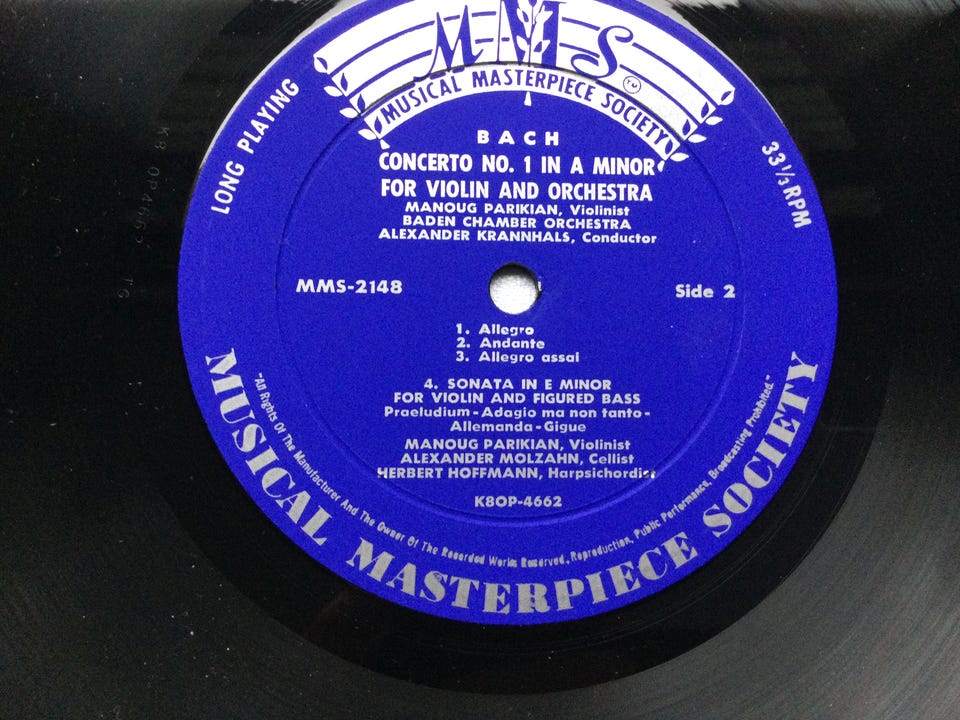 MMS TM
MUSICAL MASTERPIECE SOCIETY
LONG PLAYING
33 1/3 RPM
BACH
CONCERTO NO. 1 IN A MINOR
FOR VIOLIN AND ORCHESTRA
MANOUG PARIKIAN, Violinist
BADEN CHAMBER ORCHESTRA
ALEXANDER KRANNHALS, Conductor
MMS-2148
Side 2
1. Allegro
2. Andante
3. Allegro assai
4. SONATA IN E MINOR
FOR VIOLIN AND FIGURED BASS
Praeludium-Adagio ma non tanto-
Allemanda-Gigue
MANOUG PARIKIAN, Violinist
ALEXANDER MOLZAHN, Cellist
HERBERT HOFFMANN, Harpsichordist
K8OP-4662
"All Rights Of The Manufacturer And The Owner Of The Recorded Works Reserved, Reproduction, Public Performance, Broadcasting Prohibited."
MUSICAL MASTERPIECE SOCIETY